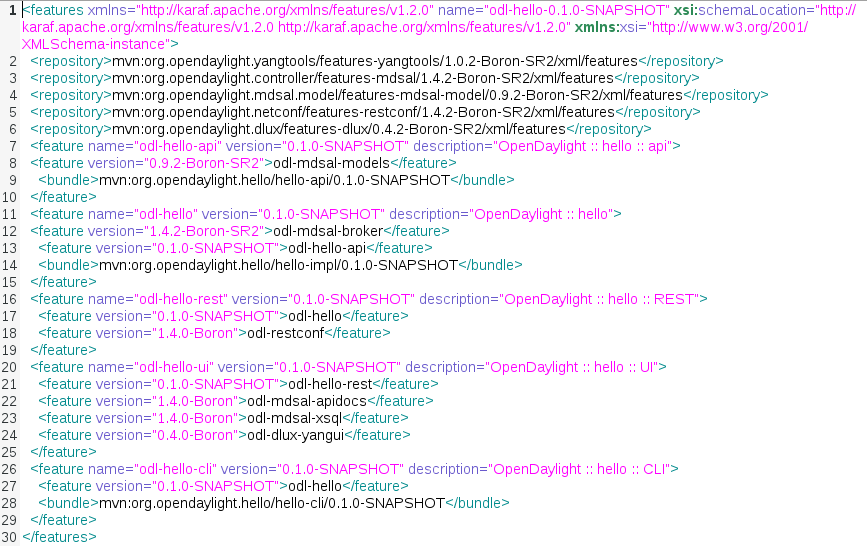 1 <features xmlns="http://karaf.apache.org/xmlns/features/v1.2.0" name="odl-hello-0.1.0-SNAPSHOT" xsi:schemaLocation="http://
karaf.apache.org/xmlns/features/v1.2.0 http://karaf.apache.org/xmlns/features/v1.2.0" xmlns:xsi="http://www.w3.org/2001/
XMLSchema-instance">
2 <repository>mvn:org.opendaylight.yangtools/features-yangtools/1.0.2-Boron-SR2/xml/features</repository>
3 <repository>mvn:org.opendaylight.controller/features-mdsal/1.4.2-Boron-SR2/xml/features</repository>
4 <repository>mvn:org.opendaylight.mdsal.model/features-mdsal-model/0.9.2-Boron-SR2/xml/features</repository>
5 <repository>mvn:org.opendaylight.netconf/features-restconf/1.4.2-Boron-SR2/xml/features</repository>
6 <repository>mvn:org.opendaylight.dlux/features-dlux/0.4.2-Boron-SR2/xml/features</repository>
7 <feature name="odl-hello-api" version="0.1.0-SNAPSHOT" description="OpenDaylight :: hello :: api">
8 <feature version="0.9.2-Boron-SR2">odl-mdsal-models</feature>
9 <bundle>mvn:org.opendaylight.hello/hello-api/0.1.0-SNAPSHOT</bundle>
10 </feature>
11 <feature name="odl-hello" version="0.1.0-SNAPSHOT" description="OpenDaylight :: hello">
12 <feature version="1.4.2-Boron-SR2">odl-mdsal-broker</feature>
13 <feature version="0.1.0-SNAPSHOT">odl-hello-api</feature>
14 <bundle>mvn:org.opendaylight.hello/hello-impl/0.1.0-SNAPSHOT</bundle>
15 </feature>
16 <feature name="odl-hello-rest" version="0.1.0-SNAPSHOT" description="OpenDaylight :: hello :: REST">
17 <feature version="0.1.0-SNAPSHOT">odl-hello</feature>
18 <feature version="1.4.0-Boron">odl-restconf</feature>
19 </feature>
20 <feature name="odl-hello-ui" version="0.1.0-SNAPSHOT" description="OpenDaylight :: hello :: UI">
21 <feature version="0.1.0-SNAPSHOT">odl-hello-rest</feature>
22 <feature version="1.4.0-Boron">odl-mdsal-apidocs</feature>
23 <feature version="1.4.0-Boron">odl-mdsal-xsql</feature>
24 <feature version="0.4.0-Boron">odl-dlux-yangui</feature>
25 </feature>
26 <feature name="odl-hello-cli" version="0.1.0-SNAPSHOT" description="OpenDaylight :: hello :: CLI">
27 <feature version="0.1.0-SNAPSHOT">odl-hello</feature>
28 <bundle>mvn:org.opendaylight.hello/hello-cli/0.1.0-SNAPSHOT</bundle>
29 </feature>
30 </features>